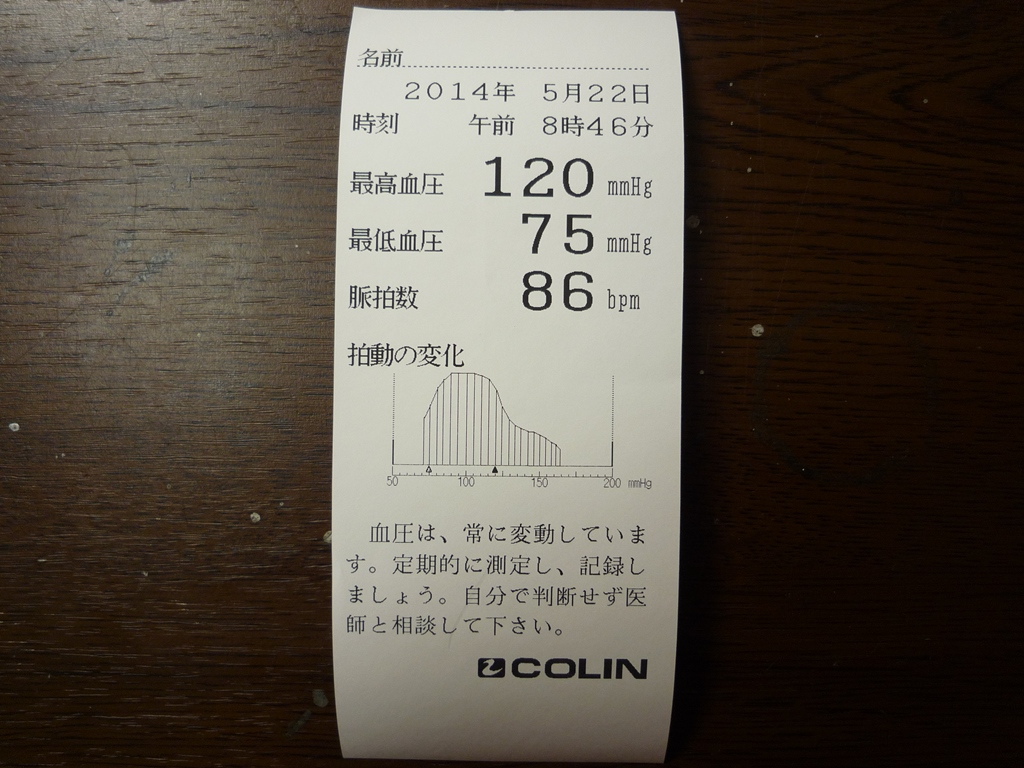 名前
２０１４年　５月２２日
時刻　午前　８時４６分
最高血圧　120 mmHg
最低血圧　75 mmHg
脈拍数　86 bpm
拍動の変化
50　100　150　200 mmHg
血圧は、常に変動していま
す。定期的に測定し、記録し
ましょう。自分で判断せず医
師と相談して下さい。
COLIN